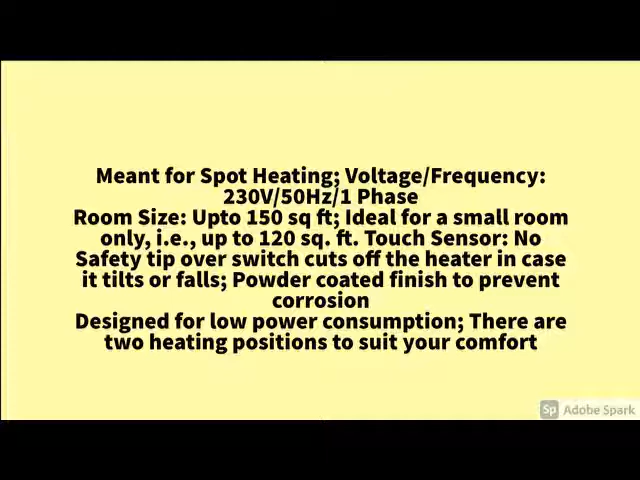 Meant for Spot Heating; Voltage/Frequency:
230V/50Hz/1 Phase
Room Size: Upto 150 sq ft; Ideal for a small room
only, i.e., up to 120 sq. ft. Touch Sensor: No
Safety tip over switch cuts off the heater in case
it tilts or falls; Powder coated finish to prevent
corrosion
Designed for low power consumption; There are
two heating positions to suit your comfort
Sp Adobe Spark